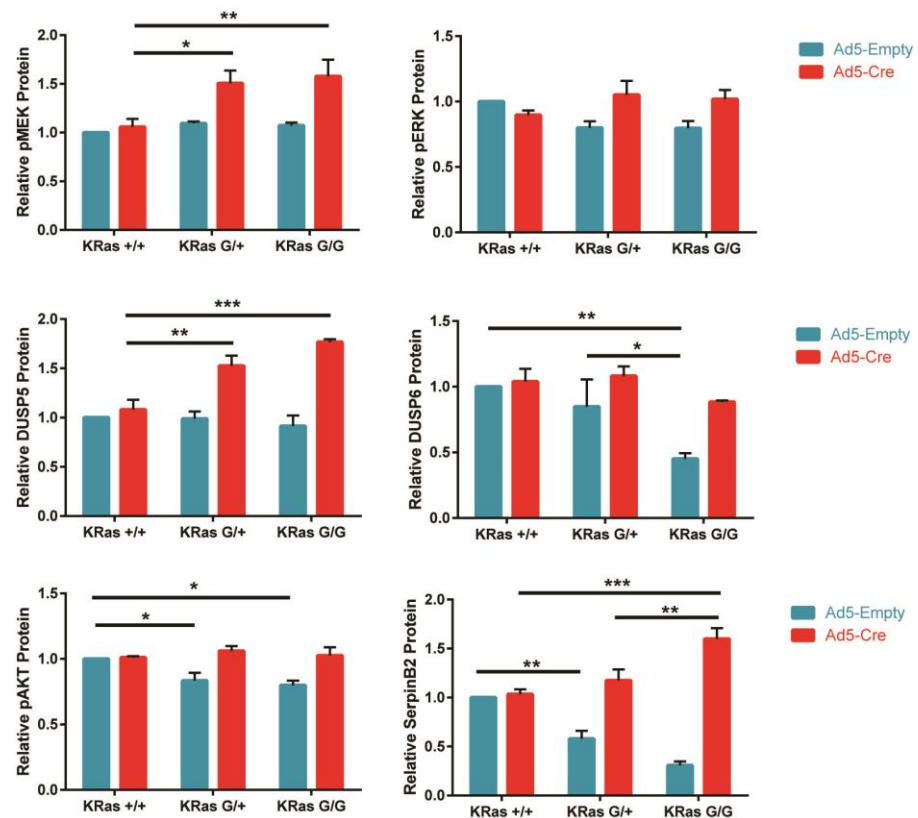 Relative pMEK Protein
2.0
1.5
1.0
0.5
0.0
**
*
KRas +/+ KRas G/+ KRas G/G
Relative pERK Protein
1.5
1.0
0.5
0.0
KRas +/+ KRas G/+ KRas G/G
Ad5-Empty
Ad5-Cre
Relative DUSP5 Protein
2.0
1.5
1.0
0.5
0.0
***
**
KRas +/+ KRas G/+ KRas G/G
Relative DUSP6 Protein
1.5
1.0
0.5
0.0
**
*
KRas +/+ KRas G/+ KRas G/G
Ad5-Empty
Ad5-Cre
Relative pAKT Protein
1.5
1.0
0.5
0.0
*
*
KRas +/+ KRas G/+ KRas G/G
Relative SerpinB2 Protein
2.0
1.5
1.0
0.5
0.0
***
**
**
KRas +/+ KRas G/+ KRas G/G
Ad5-Empty
Ad5-Cre